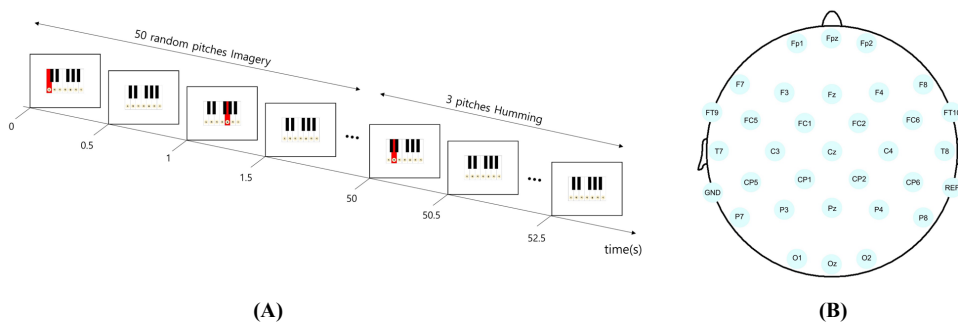 50 random pitches Imagery
3 pitches Humming
0
0.5
1
1.5
50
50.5
52.5
time(s)
(A)
Fp1 Fpz Fp2
F7 F3 Fz F4 F8
FT9 FC5 FC1 FC2 FC6 FT10
T7 C3 Cz C4 T8
GND CP5 CP1 CP2 CP6 REF
P7 P3 Pz P4 P8
O1 Oz O2
(B)